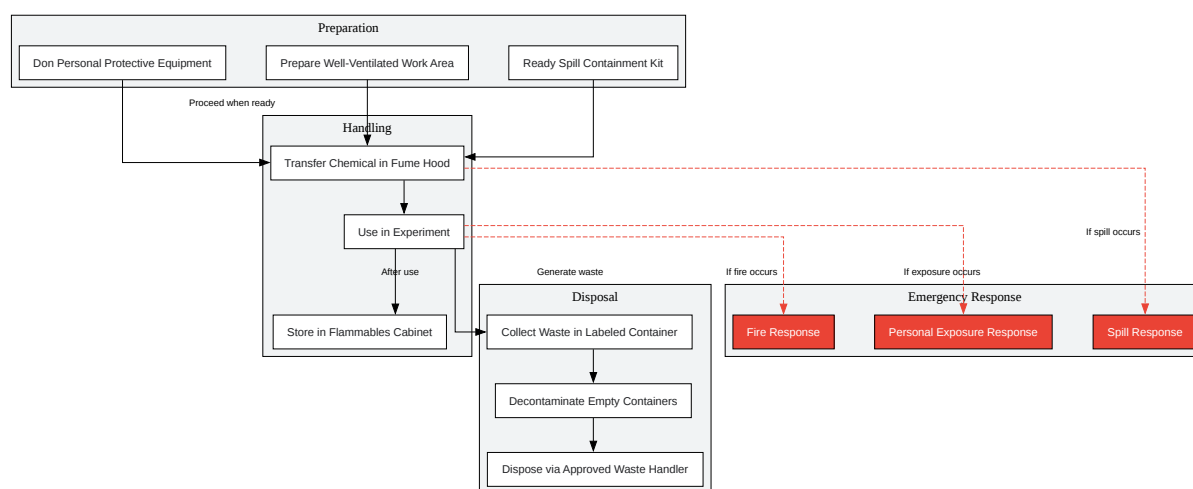 Preparation
Don Personal Protective Equipment
Prepare Well-Ventilated Work Area
Ready Spill Containment Kit
Proceed when ready
Handling
Transfer Chemical in Fume Hood
Use in Experiment
If spill occurs
After use
Generate waste
If fire occurs
If exposure occurs
Disposal
Emergency Response
Store in Flammables Cabinet
Collect Waste in Labeled Container
Fire Response
Personal Exposure Response
Spill Response
Decontaminate Empty Containers
Dispose via Approved Waste Handler